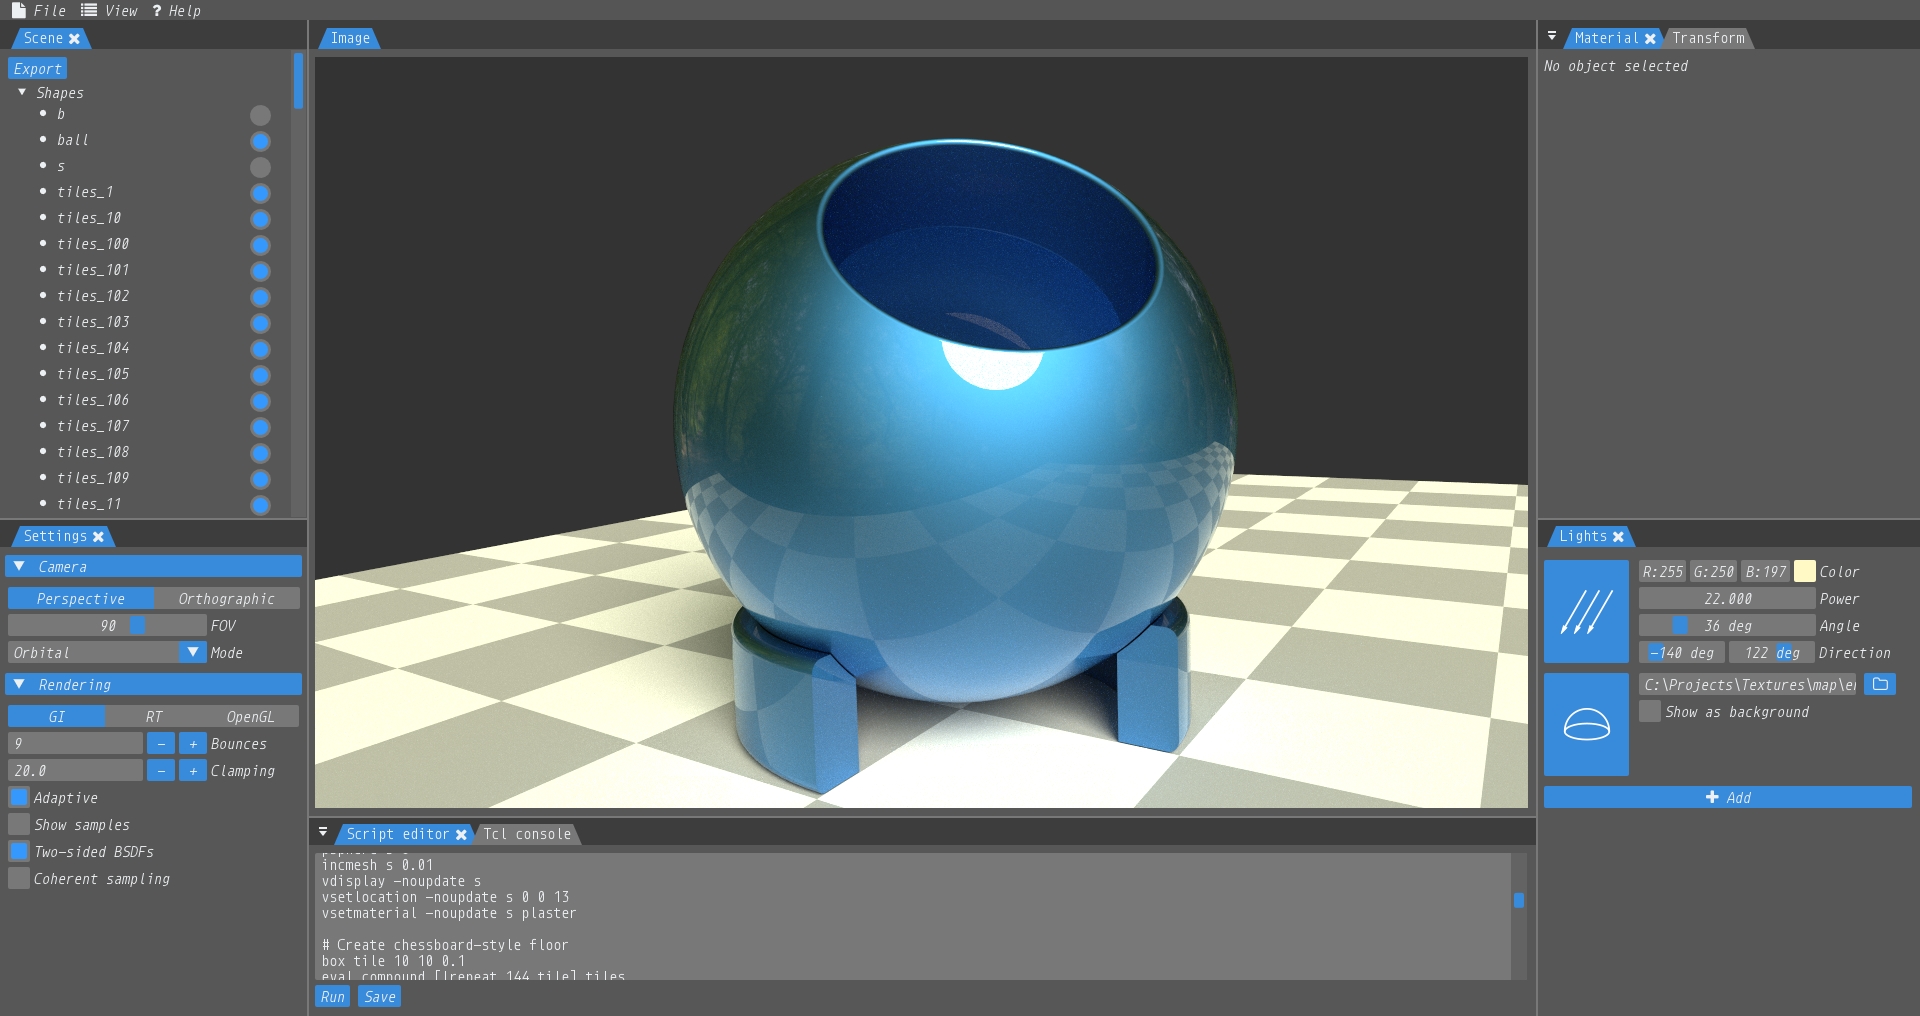 File View ? Help
Scene
Export
Shapes
b
ball
s
tiles_1
tiles_10
tiles_100
tiles_101
tiles_102
tiles_103
tiles_104
tiles_105
tiles_106
tiles_107
tiles_108
tiles_109
tiles_11
Settings
Camera
Perspective Orthographic
90 FOV
Orbital Mode
Rendering
GI RT OpenGL
9 - + Bounces
20.0 - + Clamping
Adaptive
Show samples
Two-sided BSDFs
Coherent sampling
Image
Script editor Tcl console
incmesh s 0.01
vdisplay -noupdate s
vsetlocation -noupdate s 0 0 13
vsetmaterial -noupdate s plaster
# Create chessboard-style floor
box tile 10 10 0.1
eval compound [lrepeat 144 tile] tiles
Run Save
Material Transform
No object selected
Lights
R:255 G:250 B:197 Color
22.000 Power
36 deg Angle
-140 deg 122 deg Direction
C:\Projects\Textures\map\e
Show as background
+ Add